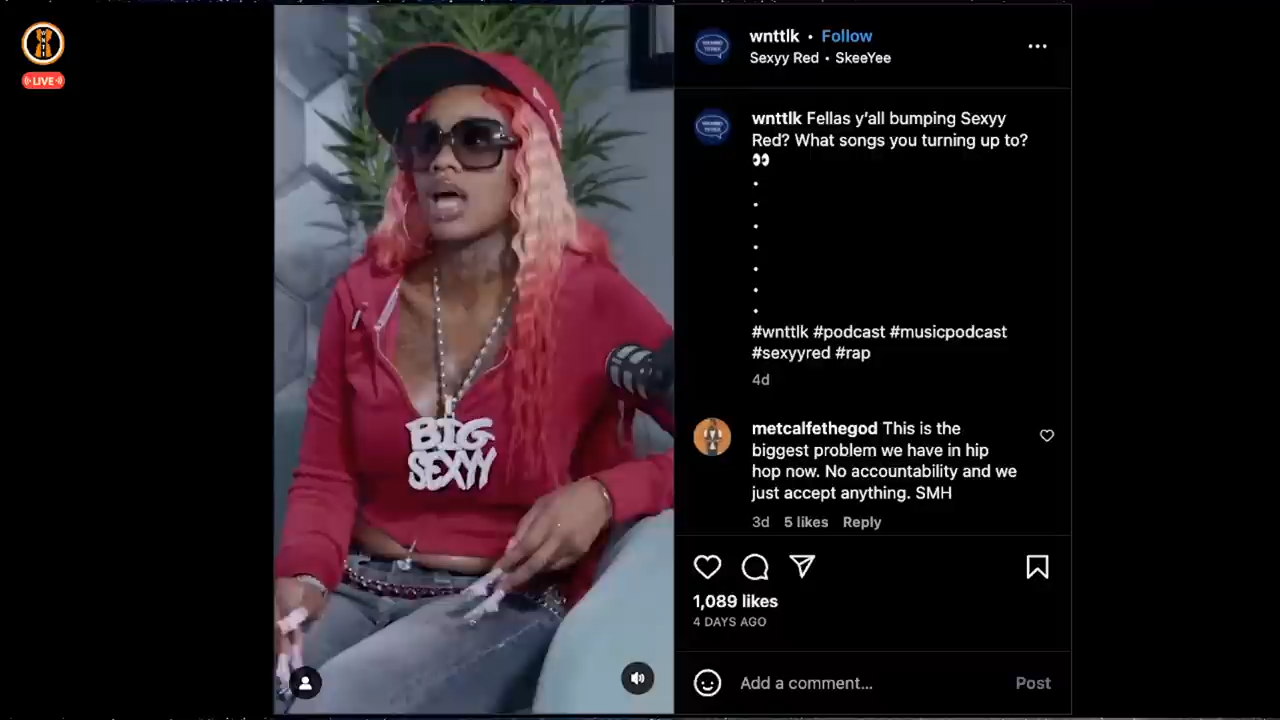 LIVE
BIG
SEXYY
wnttlk • Follow
Sexyy Red • SkeeYee
wnttlk Fellas y'all bumping Sexyy
Red? What songs you turning up to?
👀
•
•
•
•
•
•
•
#wnttlk #podcast #musicpodcast
#sexyyred #rap
4d
metcalfethegod This is the
biggest problem we have in hip
hop now. No accountability and we
just accept anything. SMH
3d 5 likes Reply
1,089 likes
4 DAYS AGO
Add a comment...
Post